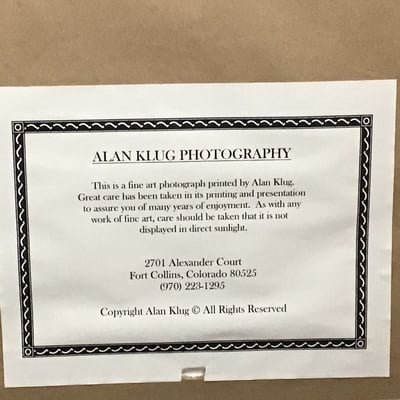 ALAN KLUG PHOTOGRAPHY
This is a fine art photograph printed by Alan Klug.
Great care has been taken in its printing and presentation
to assure you of many years of enjoyment. As with any
work of fine art, care should be taken that it is not
displayed in direct sunlight.
2701 Alexander Court
Fort Collins, Colorado 80525
(970) 223-1295
Copyright Alan Klug © All Rights Reserved